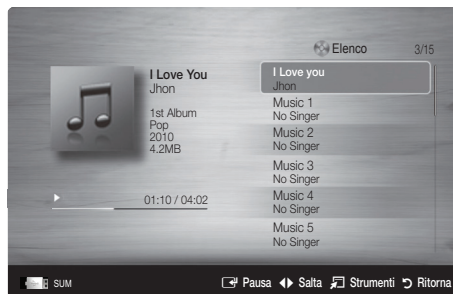 Elenco 3/15
I Love You
Jhon
1st Album
Pop
2010
4.2MB
01:10 / 04:02
I Love you
Jhon
Music 1
No Singer
Music 2
No Singer
Music 3
No Singer
Music 4
No Singer
Music 5
No Singer
SUM Pausa Salta Strumenti Ritorna